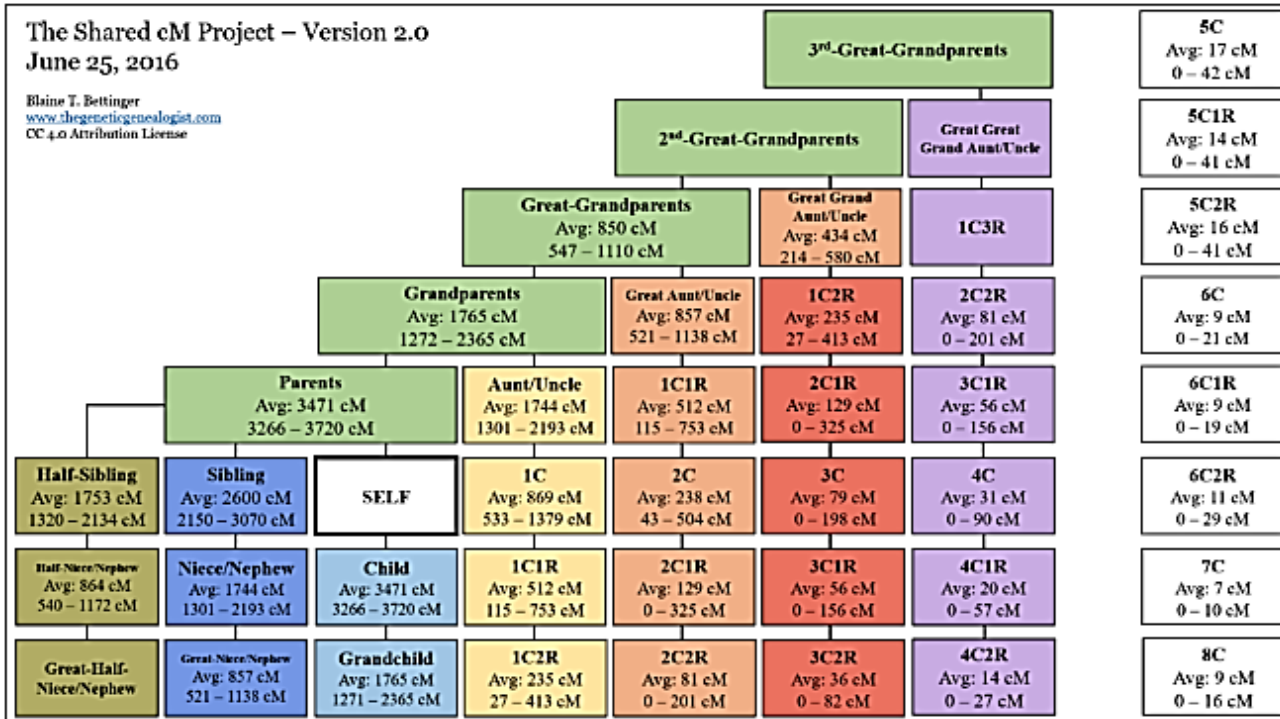 The Shared cM Project – Version 2.0
June 25, 2016
Blaine T. Bettinger
www.thegeneticgenealogist.com
CC 4.0 Attribution License
3rd-Great-Grandparents
5C
Avg: 17 cM
0 – 42 cM
2nd-Great-Grandparents
Great Great
Grand Aunt/Uncle
5C1R
Avg: 14 cM
0 – 41 cM
Great-Grandparents
Avg: 850 cM
547 – 1110 cM
Great Grand
Aunt/Uncle
Avg: 434 cM
214 – 580 cM
1C3R
5C2R
Avg: 16 cM
0 – 41 cM
Grandparents
Avg: 1765 cM
1272 – 2365 cM
Great Aunt/Uncle
Avg: 857 cM
521 – 1138 cM
1C2R
Avg: 235 cM
27 – 413 cM
2C2R
Avg: 81 cM
0 – 201 cM
6C
Avg: 9 cM
0 – 21 cM
Parents
Avg: 3471 cM
3266 – 3720 cM
Aunt/Uncle
Avg: 1744 cM
1301 – 2193 cM
1C1R
Avg: 512 cM
115 – 753 cM
2C1R
Avg: 129 cM
0 – 325 cM
3C1R
Avg: 56 cM
0 – 156 cM
6C1R
Avg: 9 cM
0 – 19 cM
Half-Sibling
Avg: 1753 cM
1320 – 2134 cM
Sibling
Avg: 2600 cM
2150 – 3070 cM
SELF
1C
Avg: 869 cM
533 – 1379 cM
2C
Avg: 238 cM
43 – 504 cM
3C
Avg: 79 cM
0 – 198 cM
4C
Avg: 31 cM
0 – 90 cM
6C2R
Avg: 11 cM
0 – 29 cM
Half-Niece/Nephew
Avg: 864 cM
540 – 1172 cM
Niece/Nephew
Avg: 1744 cM
1301 – 2193 cM
Child
Avg: 3471 cM
3266 – 3720 cM
1C1R
Avg: 512 cM
115 – 753 cM
2C1R
Avg: 129 cM
0 – 325 cM
3C1R
Avg: 56 cM
0 – 156 cM
4C1R
Avg: 20 cM
0 – 57 cM
7C
Avg: 7 cM
0 – 10 cM
Great-Half-
Niece/Nephew
Great-Niece/Nephew
Avg: 857 cM
521 – 1138 cM
Grandchild
Avg: 1765 cM
1271 – 2365 cM
1C2R
Avg: 235 cM
27 – 413 cM
2C2R
Avg: 81 cM
0 – 201 cM
3C2R
Avg: 36 cM
0 – 82 cM
4C2R
Avg: 14 cM
0 – 27 cM
8C
Avg: 9 cM
0 – 16 cM